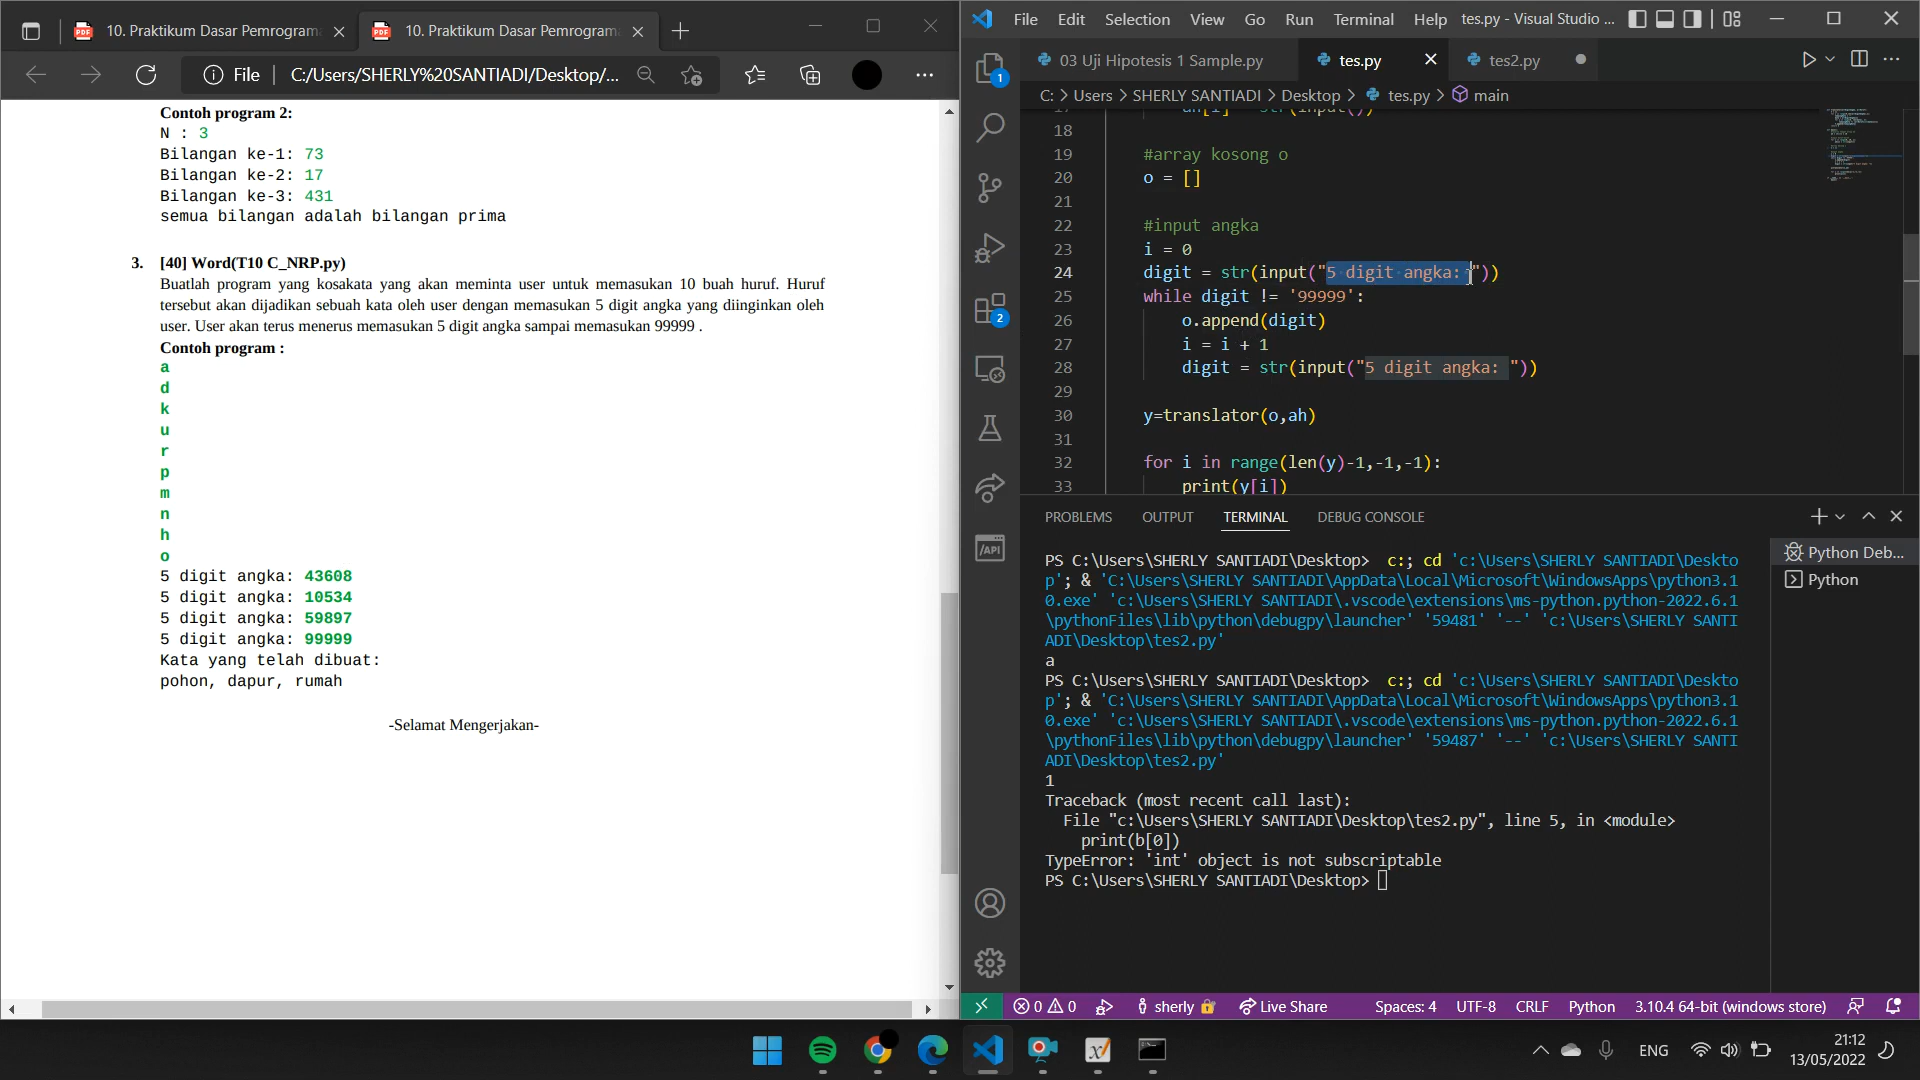 10. Praktikum Dasar Pemrogram
10. Praktikum Dasar Pemrogram
File
C:/Users/SHERLY%20SANTIADI/Desktop/...
Contoh program 2:
N : 3
Bilangan ke-1: 73
Bilangan ke-2: 17
Bilangan ke-3: 431
semua bilangan adalah bilangan prima
3. [40] Word(T10 C_NRP.py)
Buatlah program yang kosakata yang akan meminta user untuk memasukan 10 buah huruf. Huruf
tersebut akan dijadikan sebuah kata oleh user dengan memasukan 5 digit angka yang diinginkan oleh
user. User akan terus menerus memasukan 5 digit angka sampai memasukan 99999 .
Contoh program :
a
d
k
u
r
p
m
n
h
o
5 digit angka: 43608
5 digit angka: 10534
5 digit angka: 59897
5 digit angka: 99999
Kata yang telah dibuat:
pohon, dapur, rumah
-Selamat Mengerjakan-
File Edit Selection View Go Run Terminal Help tes.py - Visual Studio ...
03 Uji Hipotesis 1 Sample.py
tes.py
tes2.py
C: > Users > SHERLY SANTIADI > Desktop > tes.py > main
18
19 #array kosong o
20 o = []
21
22 #input angka
23 i = 0
24 digit = str(input("5 digit angka: "))
25 while digit != '99999':
26 o.append(digit)
27 i = i + 1
28 digit = str(input("5 digit angka: "))
29
30 y=translator(o,ah)
31
32 for i in range(len(y)-1,-1,-1):
33 print(y[i])
PROBLEMS OUTPUT TERMINAL DEBUG CONSOLE
PS C:\Users\SHERLY SANTIADI\Desktop>  c:; cd 'c:\Users\SHERLY SANTIADI\Deskto
p'; & 'C:\Users\SHERLY SANTIADI\AppData\Local\Microsoft\WindowsApps\python3.1
0.exe' 'c:\Users\SHERLY SANTIADI\.vscode\extensions\ms-python.python-2022.6.1
\pythonFiles\lib\python\debugpy\launcher' '59481' '--' 'c:\Users\SHERLY SANTI
ADI\Desktop\tes2.py'
a
PS C:\Users\SHERLY SANTIADI\Desktop>  c:; cd 'c:\Users\SHERLY SANTIADI\Deskto
p'; & 'C:\Users\SHERLY SANTIADI\AppData\Local\Microsoft\WindowsApps\python3.1
0.exe' 'c:\Users\SHERLY SANTIADI\.vscode\extensions\ms-python.python-2022.6.1
\pythonFiles\lib\python\debugpy\launcher' '59487' '--' 'c:\Users\SHERLY SANTI
ADI\Desktop\tes2.py'
1
Traceback (most recent call last):
File "c:\Users\SHERLY SANTIADI\Desktop\tes2.py", line 5, in <module>
print(b[0])
TypeError: 'int' object is not subscriptable
PS C:\Users\SHERLY SANTIADI\Desktop>
Python Deb...
Python
0 0 sherly Live Share Spaces: 4 UTF-8 CRLF Python 3.10.4 64-bit (windows store)
ENG
21:12
13/05/2022